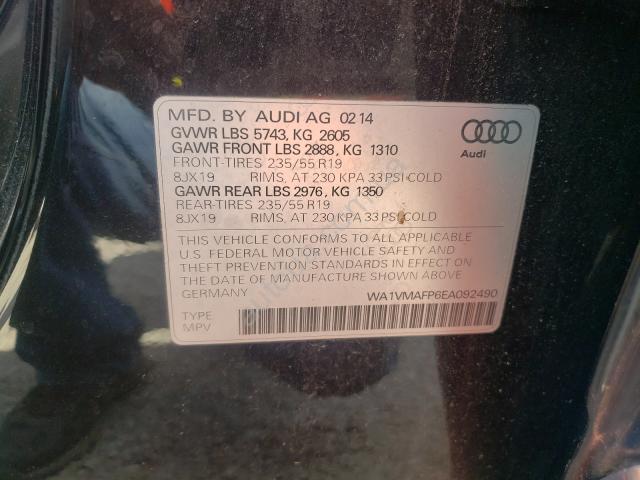 MFD. BY AUDI AG 02 14
GVWR LBS 5743, KG 2605
GAWR FRONT LBS 2888, KG 1310
FRONT-TIRES 235/55 R19
8JX19 RIMS, AT 230 KPA 33 PSI COLD
GAWR REAR LBS 2976, KG 1350
REAR-TIRES 235/55 R19
8JX19 RIMS, AT 230 KPA 33 PSI COLD
Audi
THIS VEHICLE CONFORMS TO ALL APPLICABLE
U.S. FEDERAL MOTOR VEHICLE SAFETY AND
THEFT PREVENTION STANDARDS IN EFFECT ON
THE DATE OF MANUFACTURE SHOWN ABOVE
GERMANY
WA1VMAFP6EA092490
TYPE
MPV